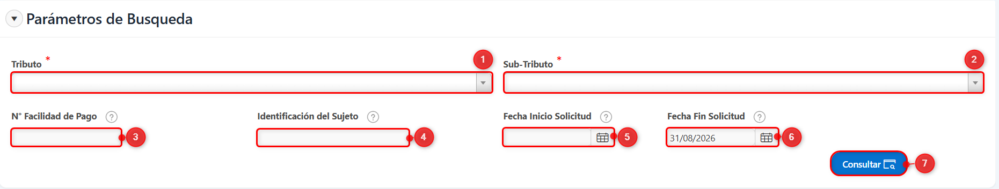 Parámetros de Busqueda
Tributo * 1
Sub-Tributo * 2
N° Facilidad de Pago ?
Identificación del Sujeto ?
Fecha Inicio Solicitud ?
Fecha Fin Solicitud ?
3
4
5
31/08/2026 6
Consultar 7